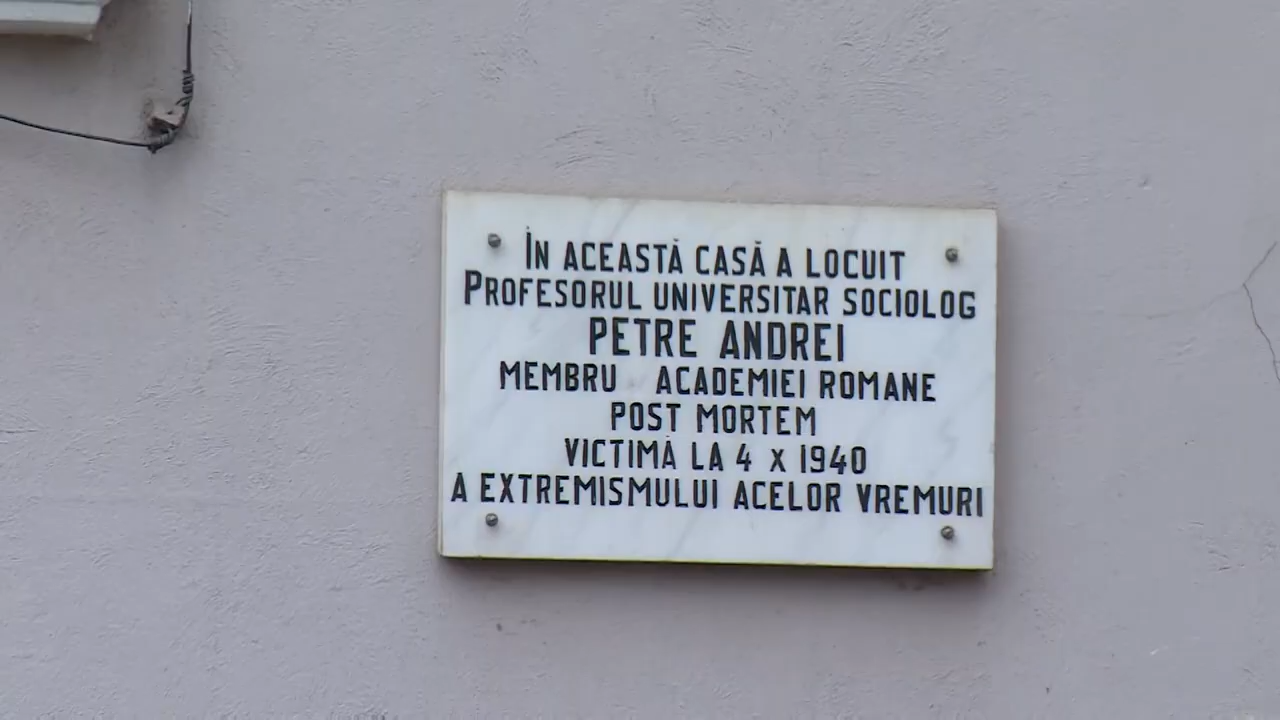 ÎN ACEASTĂ CASĂ A LOCUIT
PROFESORUL UNIVERSITAR SOCIOLOG
PETRE ANDREI
MEMBRU ACADEMIEI ROMANE
POST MORTEM
VICTIMĂ LA 4 X 1940
A EXTREMISMULUI ACELOR VREMURI